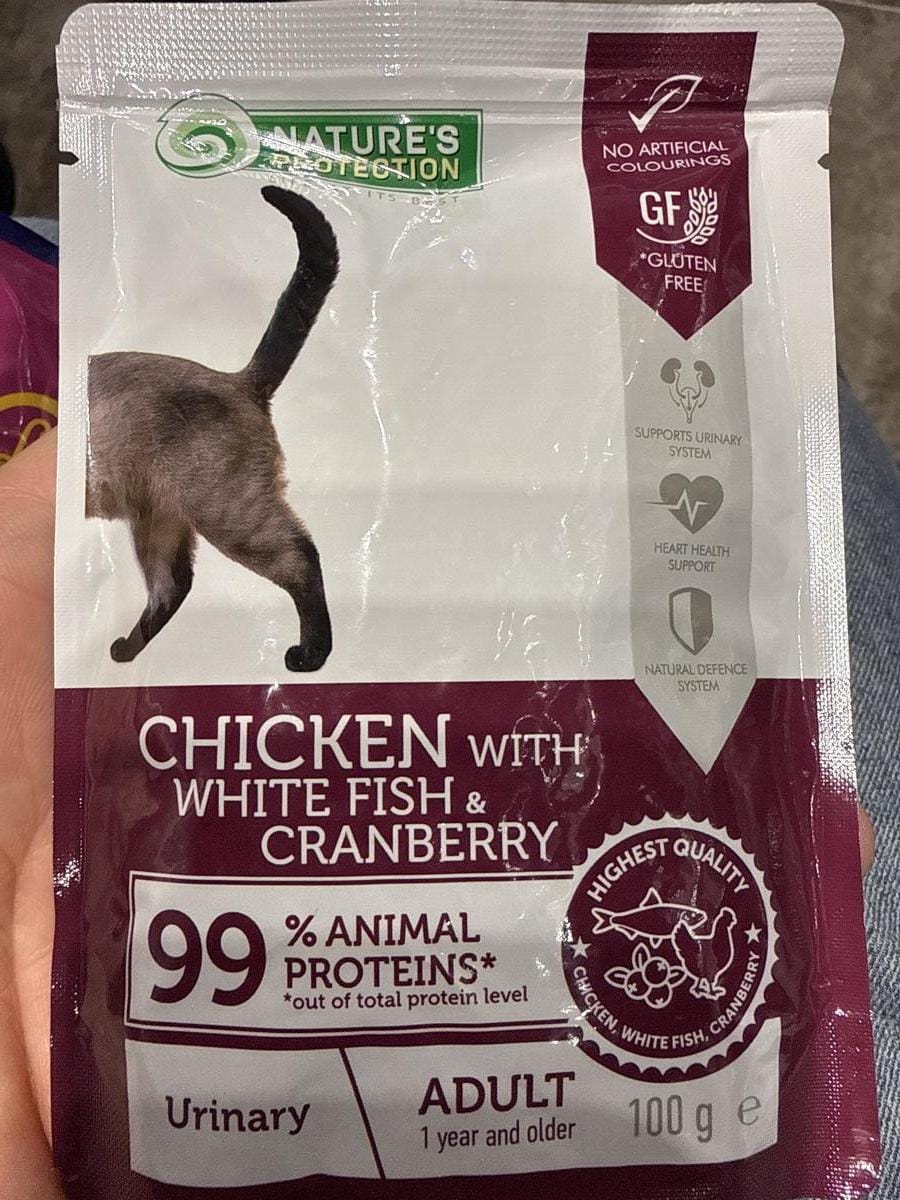 NATURE'S
PROTECTION
ITS BEST
NO ARTIFICIAL
COLOURINGS
GF
*GLUTEN
FREE
SUPPORTS URINARY
SYSTEM
HEART HEALTH
SUPPORT
NATURAL DEFENCE
SYSTEM
CHICKEN WITH
WHITE FISH &
CRANBERRY
99 % ANIMAL
PROTEINS*
*out of total protein level
HIGHEST QUALITY
CHICKEN, WHITE FISH, CRANBERRY
Urinary
ADULT
1 year and older
100 g e